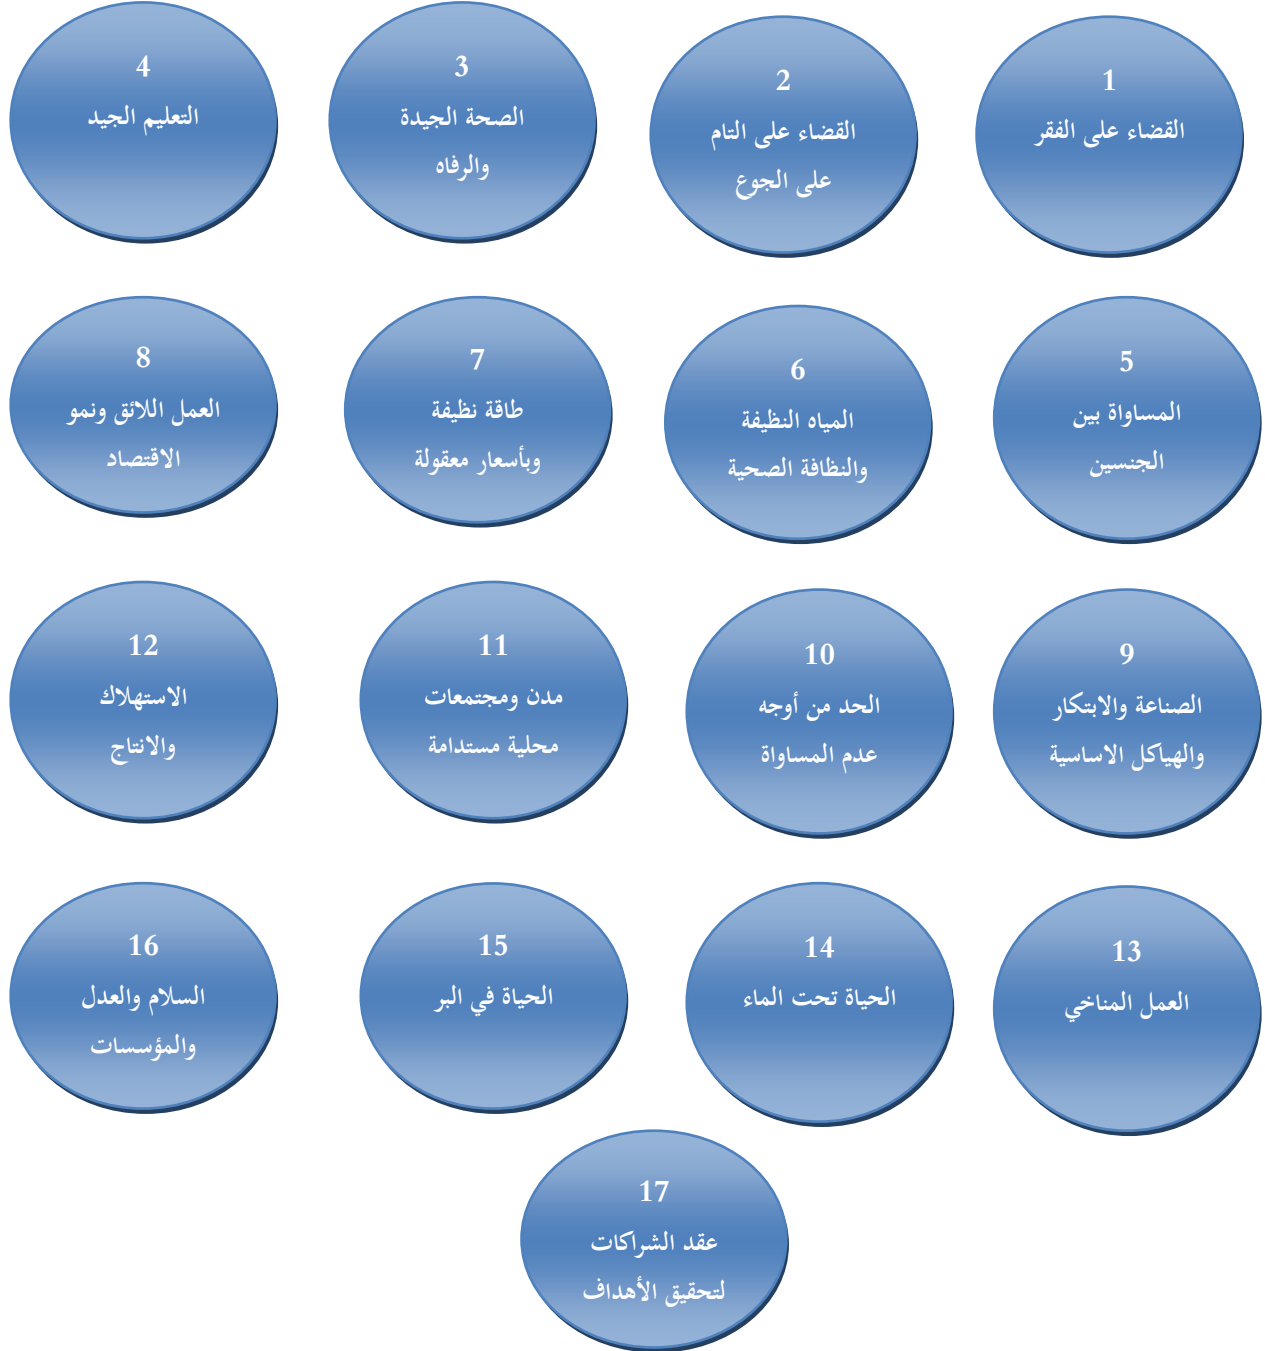 1
القضاء على الفقر
2
القضاء على التام
على الجوع
3
الصحة الجيدة
والرفاه
4
التعليم الجيد
5
المساواة بين
الجنسين
6
المياه النظيفة
والنظافة الصحية
7
طاقة نظيفة
وبأسعار معقولة
8
العمل اللائق ونمو
الاقتصاد
9
الصناعة والابتكار
والهياكل الاساسية
10
الحد من أوجه
عدم المساواة
11
مدن ومجتمعات
محلية مستدامة
12
الاستهلاك
والانتاج
13
العمل المناخي
14
الحياة تحت الماء
15
الحياة في البر
16
السلام والعدل
والمؤسسات
17
عقد الشراكات
لتحقيق الأهداف